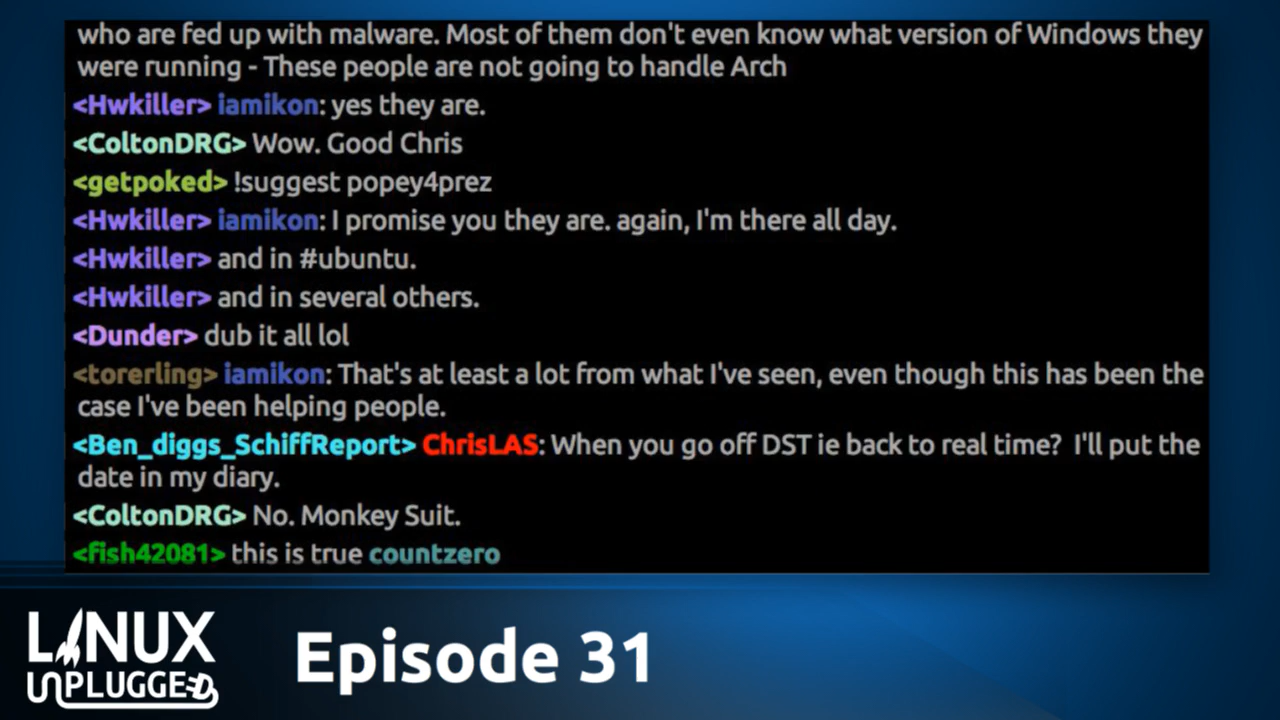 who are fed up with malware. Most of them don't even know what version of Windows they
were running - These people are not going to handle Arch
<Hwkiller> iamikon: yes they are.
<ColtonDRG> Wow. Good Chris
<getpoked> !suggest popey4prez
<Hwkiller> iamikon: I promise you they are. again, I'm there all day.
<Hwkiller> and in #ubuntu.
<Hwkiller> and in several others.
<Dunder> dub it all lol
<torerling> iamikon: That's at least a lot from what I've seen, even though this has been the
case I've been helping people.
<Ben_diggs_SchiffReport> ChrisLAS: When you go off DST ie back to real time?  I'll put the
date in my diary.
<ColtonDRG> No. Monkey Suit.
<fish42081> this is true countzero
LINUX
UNPLUGGED
Episode 31